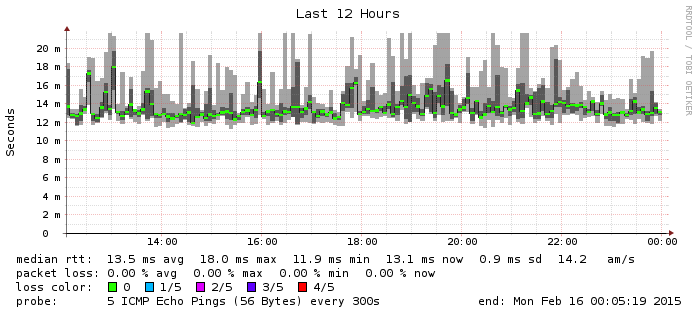 Last 12 Hours
RRDTOOL / TOBI OETIKER
Seconds
20 m
18 m
16 m
14 m
12 m
10 m
8 m
6 m
4 m
2 m
0
14:00 16:00 18:00 20:00 22:00 00:00
median rtt: 13.5 ms avg 18.0 ms max 11.9 ms min 13.1 ms now 0.9 ms sd 14.2 am/s
packet loss: 0.00 % avg 0.00 % max 0.00 % min 0.00 % now
loss color: 0 1/5 2/5 3/5 4/5
probe: 5 ICMP Echo Pings (56 Bytes) every 300s end: Mon Feb 16 00:05:19 2015